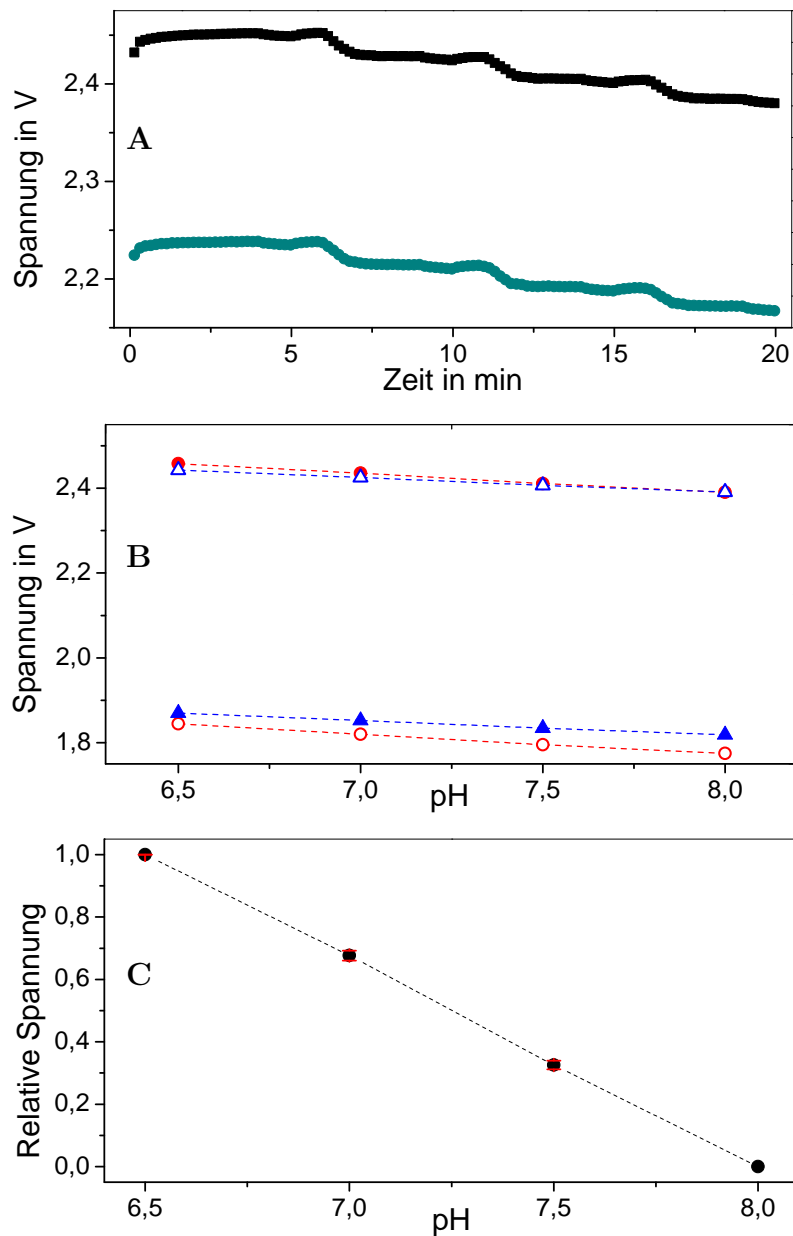 2,4
2,3
2,2
Spannung in V
A
0
5
10
15
20
Zeit in min
2,4
2,2
2,0
1,8
Spannung in V
B
6,5
7,0
7,5
8,0
pH
1,0
0,8
0,6
0,4
0,2
0,0
Relative Spannung
C
6,5
7,0
7,5
8,0
pH